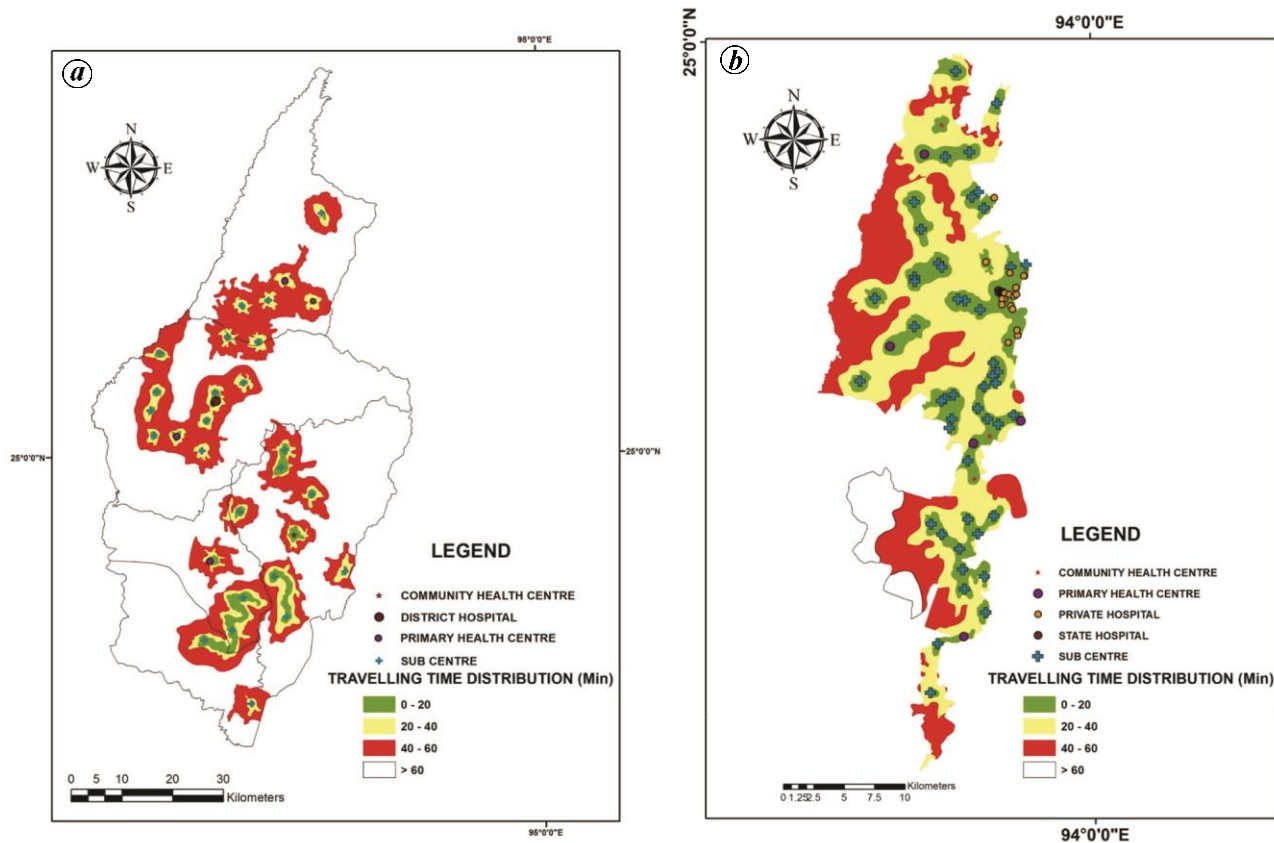 a
95°0'0"E
N
W
E
S
25°0'0"N
25°0'0"N
LEGEND
COMMUNITY HEALTH CENTRE
DISTRICT HOSPITAL
PRIMARY HEALTH CENTRE
SUB CENTRE
TRAVELLING TIME DISTRIBUTION (Min)
0 - 20
20 - 40
40 - 60
> 60
0 5 10 20 30
Kilometers
95°0'0"E
b
94°0'0"E
25°0'0"N
N
W
E
S
LEGEND
COMMUNITY HEALTH CENTRE
PRIMARY HEALTH CENTRE
PRIVATE HOSPITAL
STATE HOSPITAL
SUB CENTRE
TRAVELLING TIME DISTRIBUTION (Min)
0 - 20
20 - 40
40 - 60
> 60
0 1.252.5 5 7.5 10
Kilometers
94°0'0"E